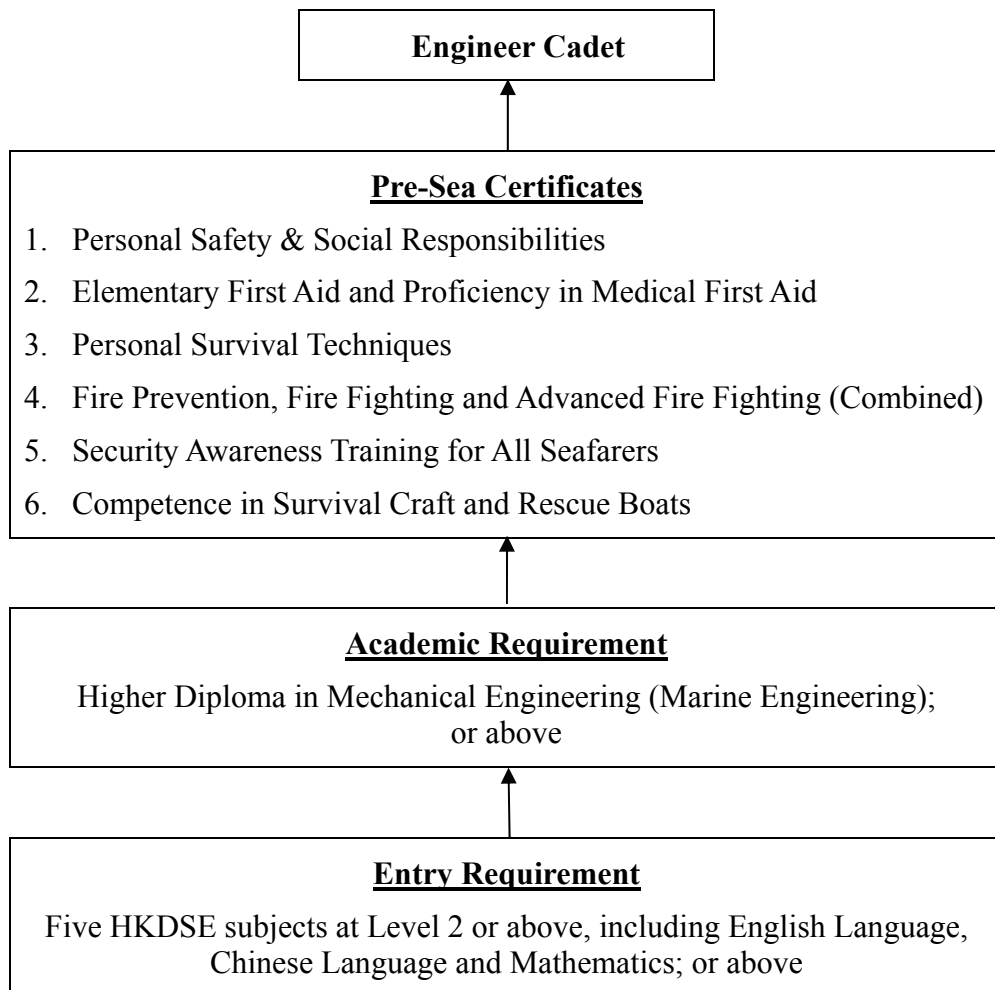 Engineer Cadet
Pre-Sea Certificates
1. Personal Safety & Social Responsibilities
2. Elementary First Aid and Proficiency in Medical First Aid
3. Personal Survival Techniques
4. Fire Prevention, Fire Fighting and Advanced Fire Fighting (Combined)
5. Security Awareness Training for All Seafarers
6. Competence in Survival Craft and Rescue Boats
Academic Requirement
Higher Diploma in Mechanical Engineering (Marine Engineering);
or above
Entry Requirement
Five HKDSE subjects at Level 2 or above, including English Language,
Chinese Language and Mathematics; or above